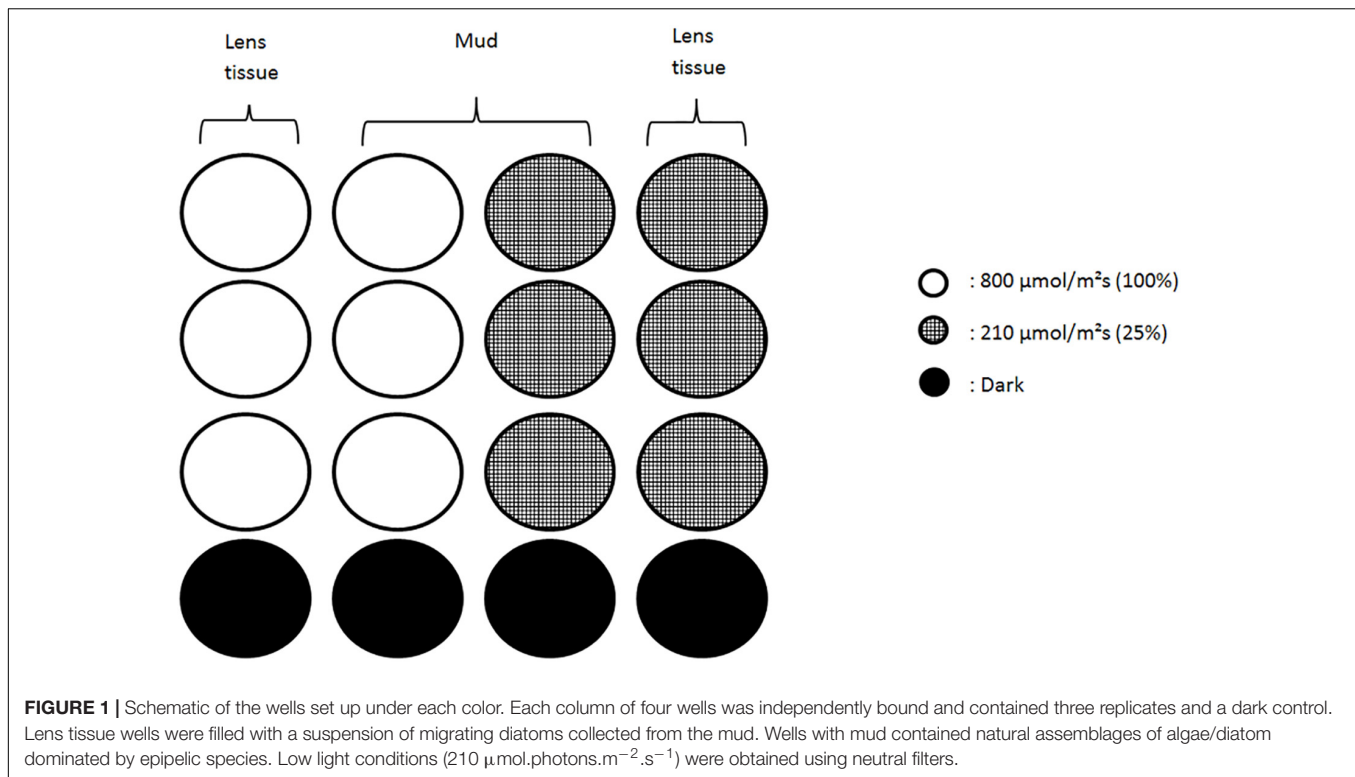 Lens
tissue
Mud
Lens
tissue
: 800 µmol/m²s (100%)
: 210 µmol/m²s (25%)
: Dark
FIGURE 1 | Schematic of the wells set up under each color. Each column of four wells was independently bound and contained three replicates and a dark control.
Lens tissue wells were filled with a suspension of migrating diatoms collected from the mud. Wells with mud contained natural assemblages of algae/diatom
dominated by epipelic species. Low light conditions (210 µmol.photons.m⁻².s⁻¹) were obtained using neutral filters.